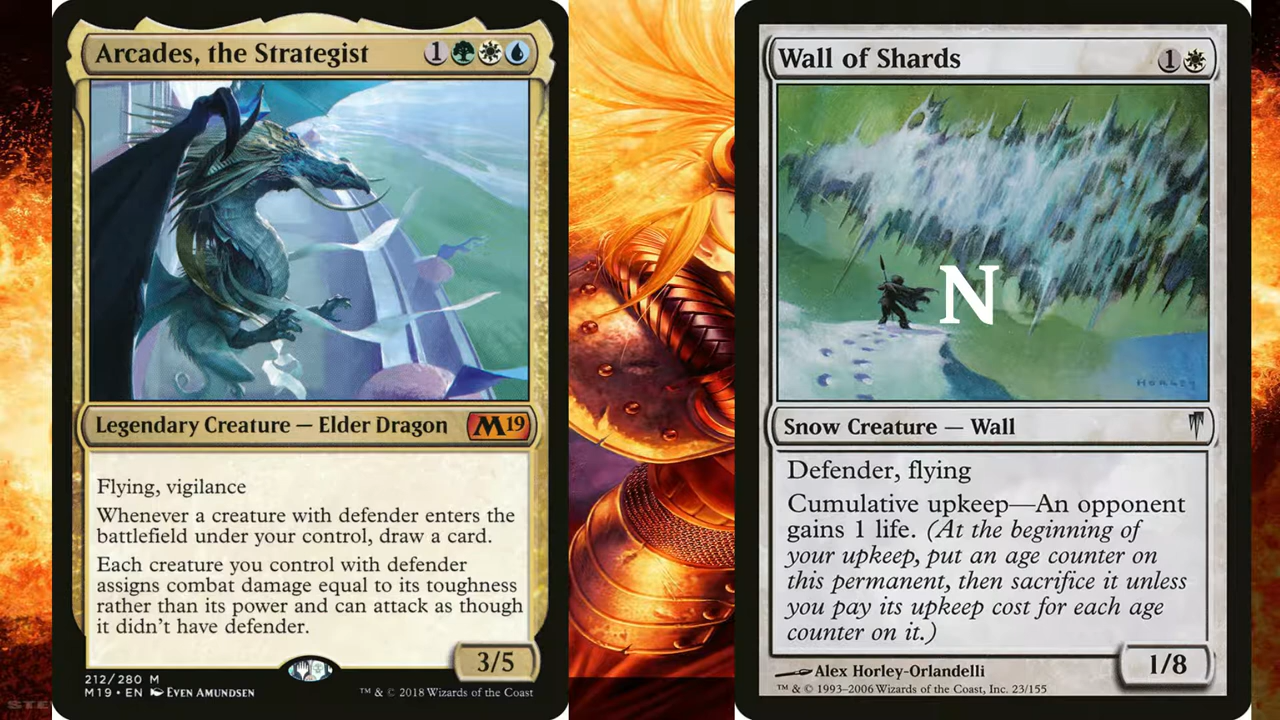 Arcades, the Strategist 1
Legendary Creature — Elder Dragon M19
Flying, vigilance
Whenever a creature with defender enters the
battlefield under your control, draw a card.
Each creature you control with defender
assigns combat damage equal to its toughness
rather than its power and can attack as though
it didn't have defender.
3/5
212/280 M
M19 • EN EVEN AMUNDSEN
™ & © 2018 Wizards of the Coast
Wall of Shards 1
N
HORLEY
Snow Creature — Wall
Defender, flying
Cumulative upkeep—An opponent
gains 1 life. (At the beginning of
your upkeep, put an age counter on
this permanent, then sacrifice it unless
you pay its upkeep cost for each age
counter on it.)
1/8
Alex Horley-Orlandelli
™ & © 1993–2006 Wizards of the Coast, Inc. 23/155